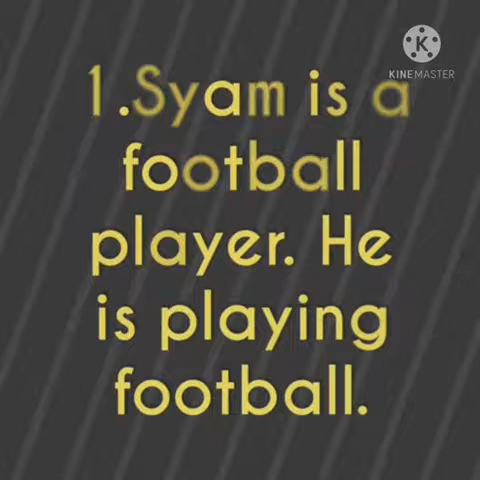 K
KINEMASTER
1.Syam is a
football
player. He
is playing
football.